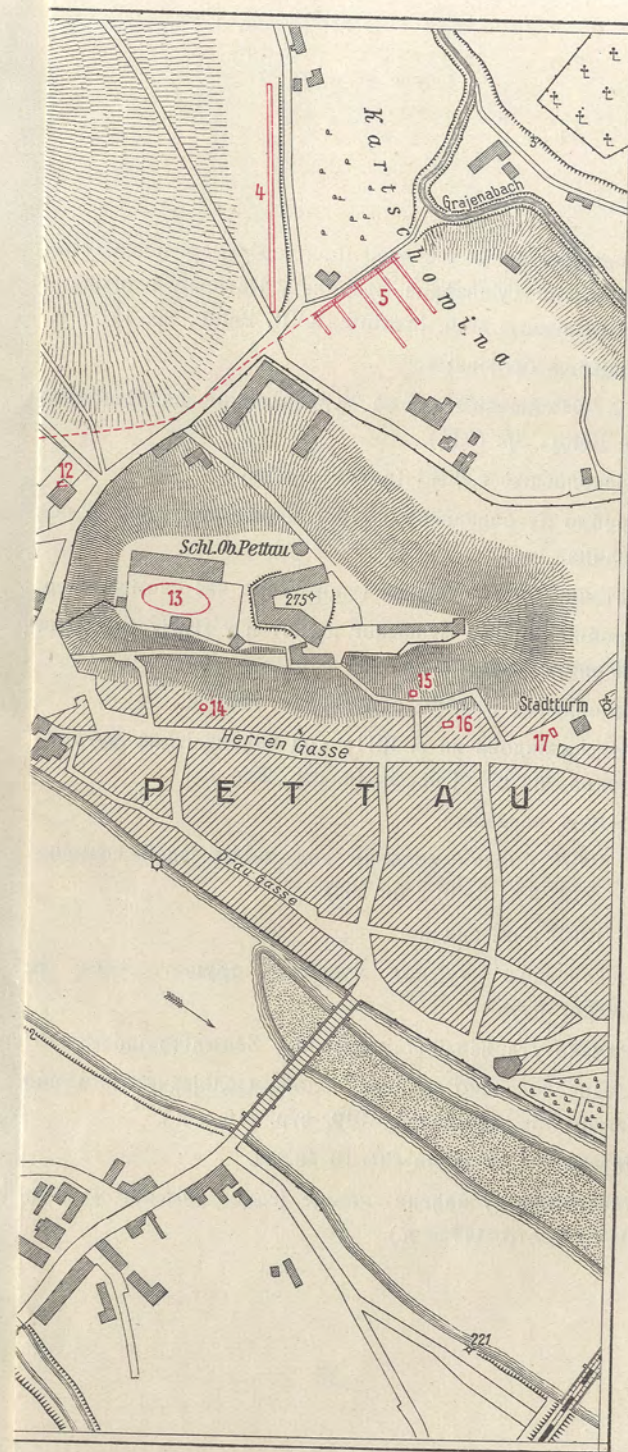 4
Kartschowina
Grajenabach
5
12
Schl. Ob. Pettau
13
275
14
15
16
Stadtturm
17
Herren Gasse
PETTAU
Drau Gasse
221